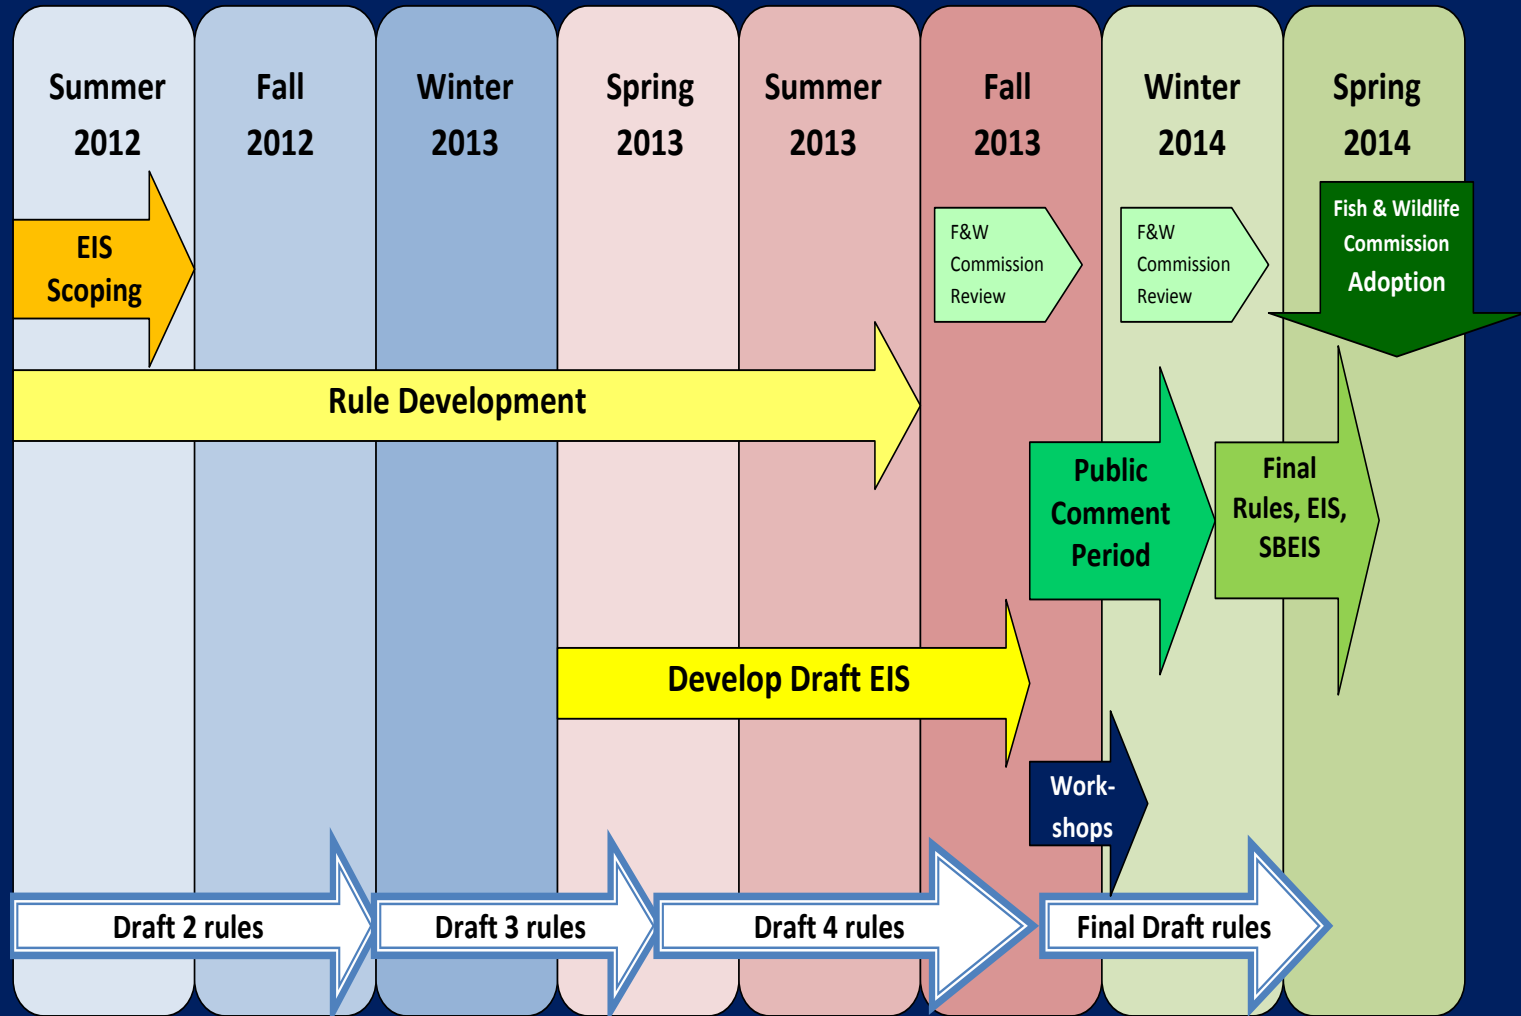 Summer
2012
Fall
2012
Winter
2013
Spring
2013
Summer
2013
Fall
2013
Winter
2014
Spring
2014
EIS
Scoping
F&W
Commission
Review
F&W
Commission
Review
Fish & Wildlife
Commission
Adoption
Rule Development
Public
Comment
Period
Final
Rules, EIS,
SBEIS
Develop Draft EIS
Work-
shops
Draft 2 rules
Draft 3 rules
Draft 4 rules
Final Draft rules